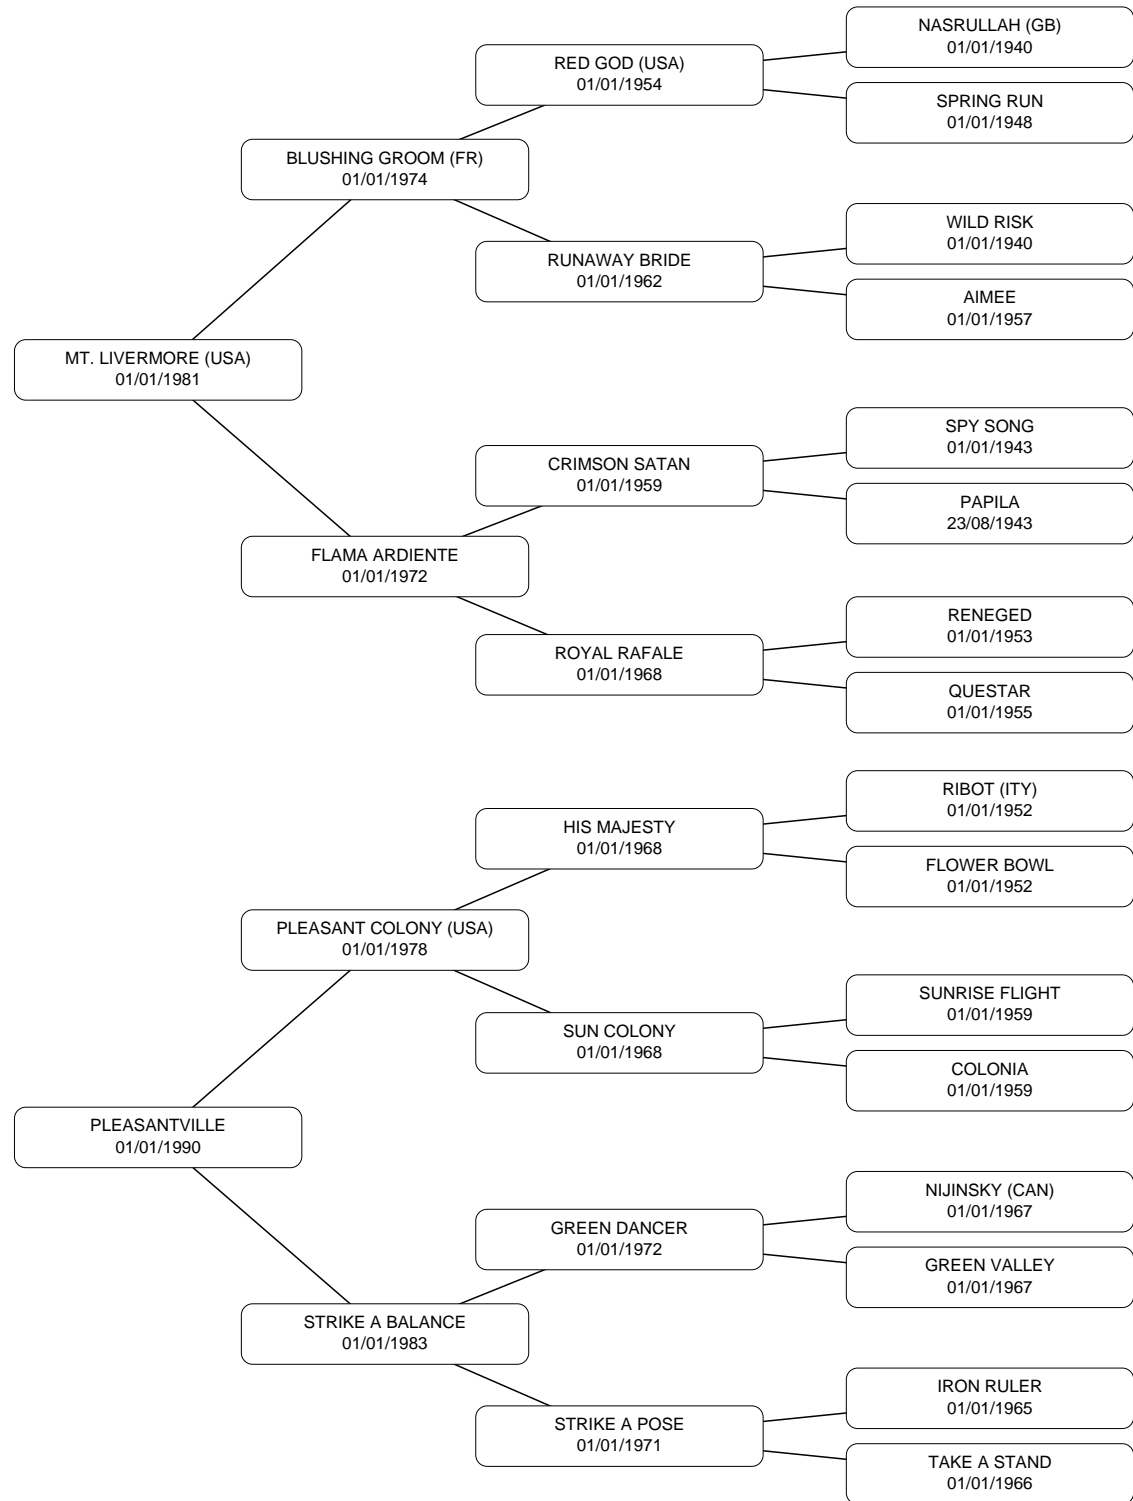 NASRULLAH (GB)
01/01/1940
RED GOD (USA)
01/01/1954
SPRING RUN
01/01/1948
BLUSHING GROOM (FR)
01/01/1974
WILD RISK
01/01/1940
RUNAWAY BRIDE
01/01/1962
AIMEE
01/01/1957
MT. LIVERMORE (USA)
01/01/1981
SPY SONG
01/01/1943
CRIMSON SATAN
01/01/1959
PAPILA
23/08/1943
FLAMA ARDIENTE
01/01/1972
RENEGED
01/01/1953
ROYAL RAFALE
01/01/1968
QUESTAR
01/01/1955
RIBOT (ITY)
01/01/1952
HIS MAJESTY
01/01/1968
FLOWER BOWL
01/01/1952
PLEASANT COLONY (USA)
01/01/1978
SUNRISE FLIGHT
01/01/1959
SUN COLONY
01/01/1968
COLONIA
01/01/1959
PLEASANTVILLE
01/01/1990
NIJINSKY (CAN)
01/01/1967
GREEN DANCER
01/01/1972
GREEN VALLEY
01/01/1967
STRIKE A BALANCE
01/01/1983
IRON RULER
01/01/1965
STRIKE A POSE
01/01/1971
TAKE A STAND
01/01/1966